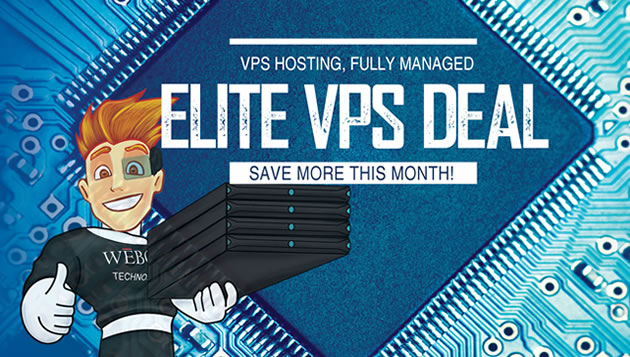 VPS HOSTING, FULLY MANAGED
ELITE VPS DEAL
SAVE MORE THIS MONTH!